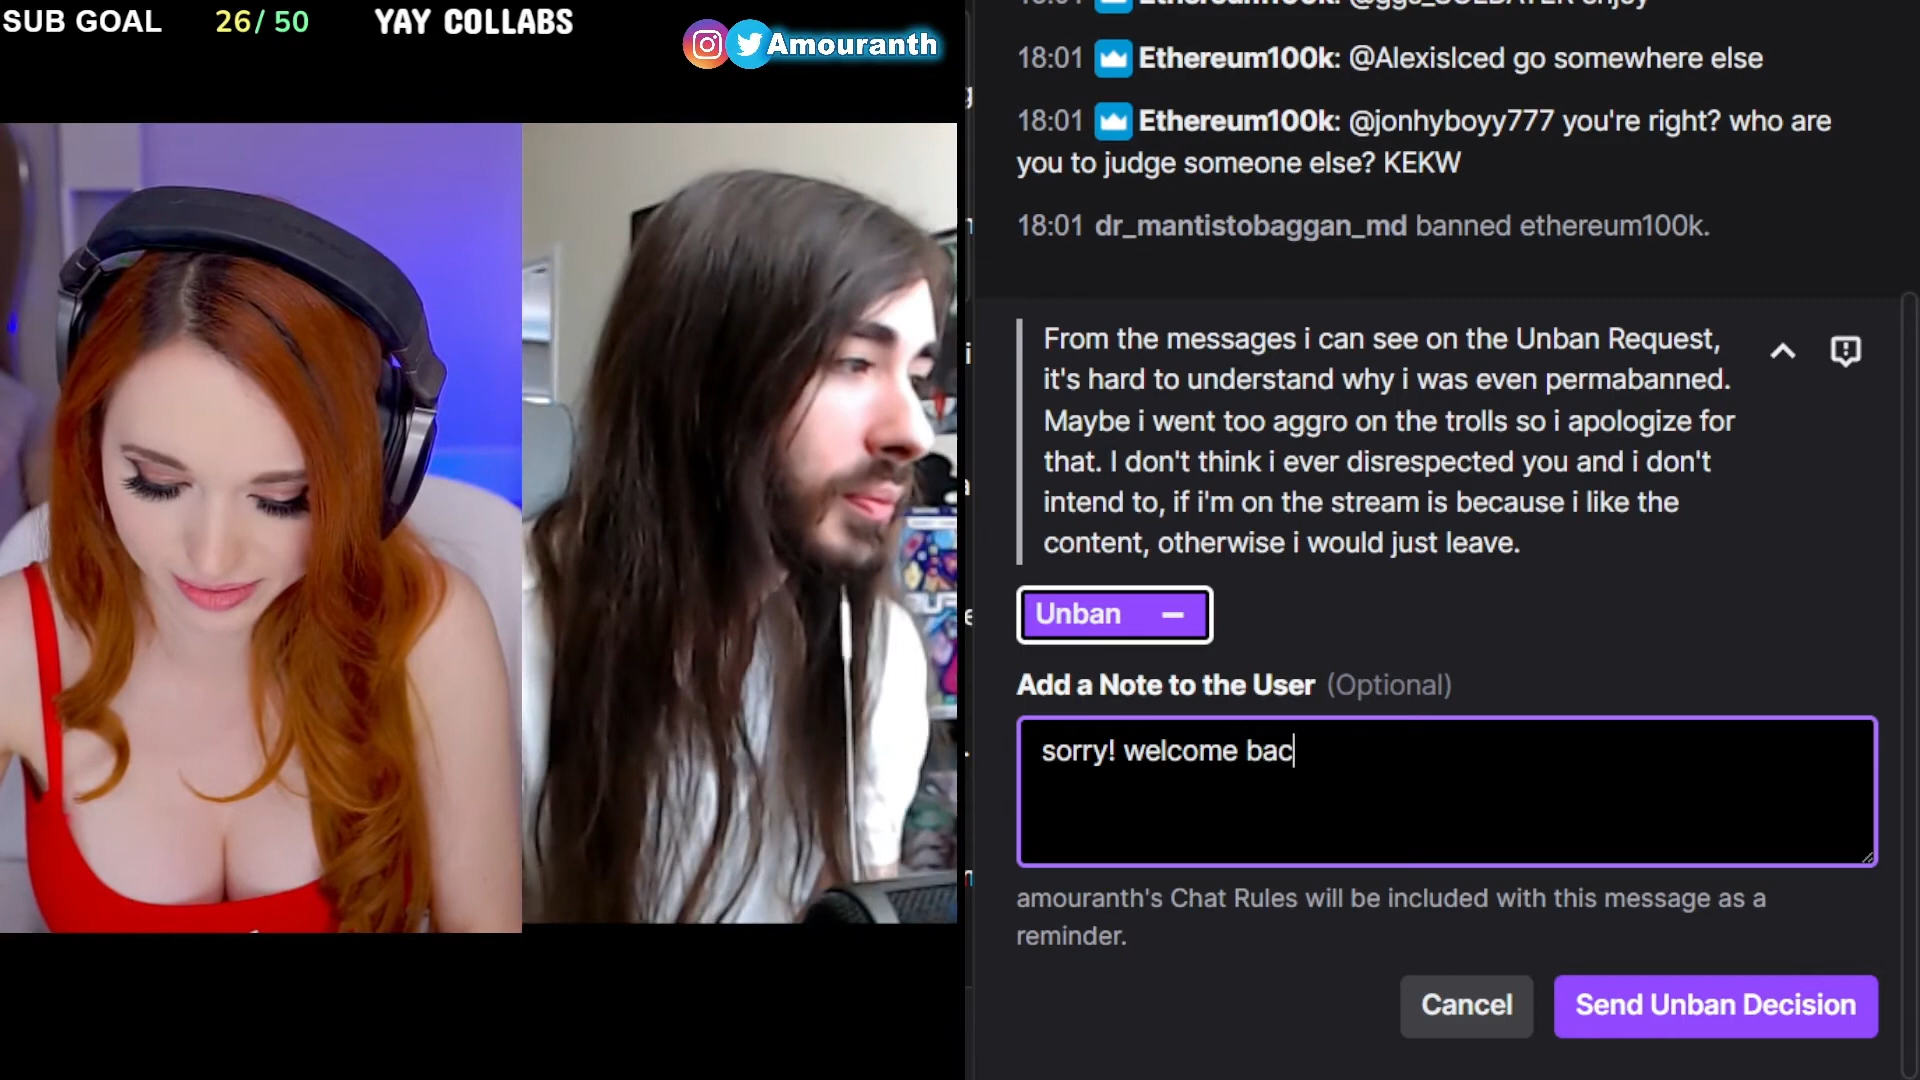 SUB GOAL 26/ 50 YAY COLLABS
Amouranth
18:01 Ethereum100k: @AlexisIced go somewhere else
18:01 Ethereum100k: @jonhyboyy777 you're right? who are
you to judge someone else? KEKW
18:01 dr_mantistobaggan_md banned ethereum100k.
From the messages i can see on the Unban Request,
it's hard to understand why i was even permabanned.
Maybe i went too aggro on the trolls so i apologize for
that. I don't think i ever disrespected you and i don't
intend to, if i'm on the stream is because i like the
content, otherwise i would just leave.
Unban
Add a Note to the User (Optional)
sorry! welcome bac
amouranth's Chat Rules will be included with this message as a
reminder.
Cancel Send Unban Decision